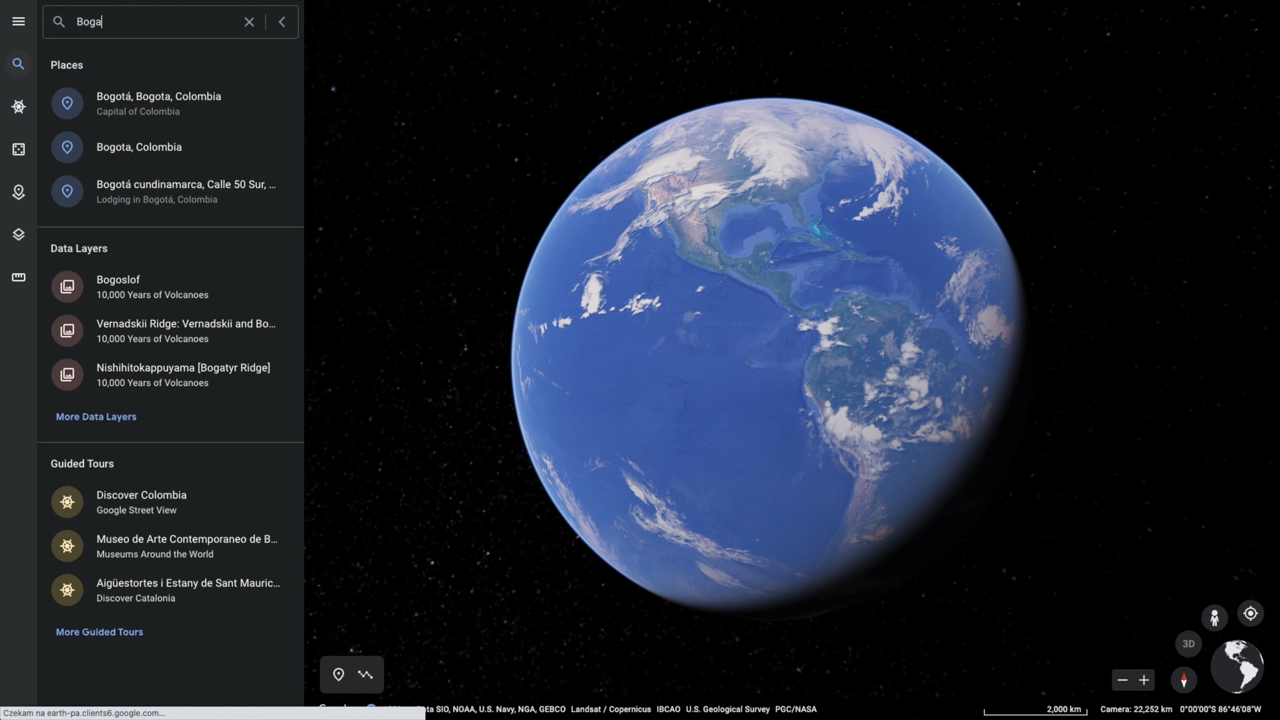 Boga
Places
Bogotá, Bogota, Colombia
Capital of Colombia
Bogota, Colombia
Bogotá cundinamarca, Calle 50 Sur, ...
Lodging in Bogotá, Colombia
Data Layers
Bogoslof
10,000 Years of Volcanoes
Vernadskii Ridge: Vernadskii and Bo...
10,000 Years of Volcanoes
Nishihitokappuyama [Bogatyr Ridge]
10,000 Years of Volcanoes
More Data Layers
Guided Tours
Discover Colombia
Google Street View
Museo de Arte Contemporaneo de B...
Museums Around the World
Aigüestortes i Estany de Sant Mauric...
Discover Catalonia
More Guided Tours
3D
Czekam na earth-pa.clients6.google.com...
SIO, NOAA, U.S. Navy, NGA, GEBCO Landsat / Copernicus IBCAO U.S. Geological Survey PGC/NASA
2,000 km
Camera: 22,252 km 0°00'00"S 86°46'08"W